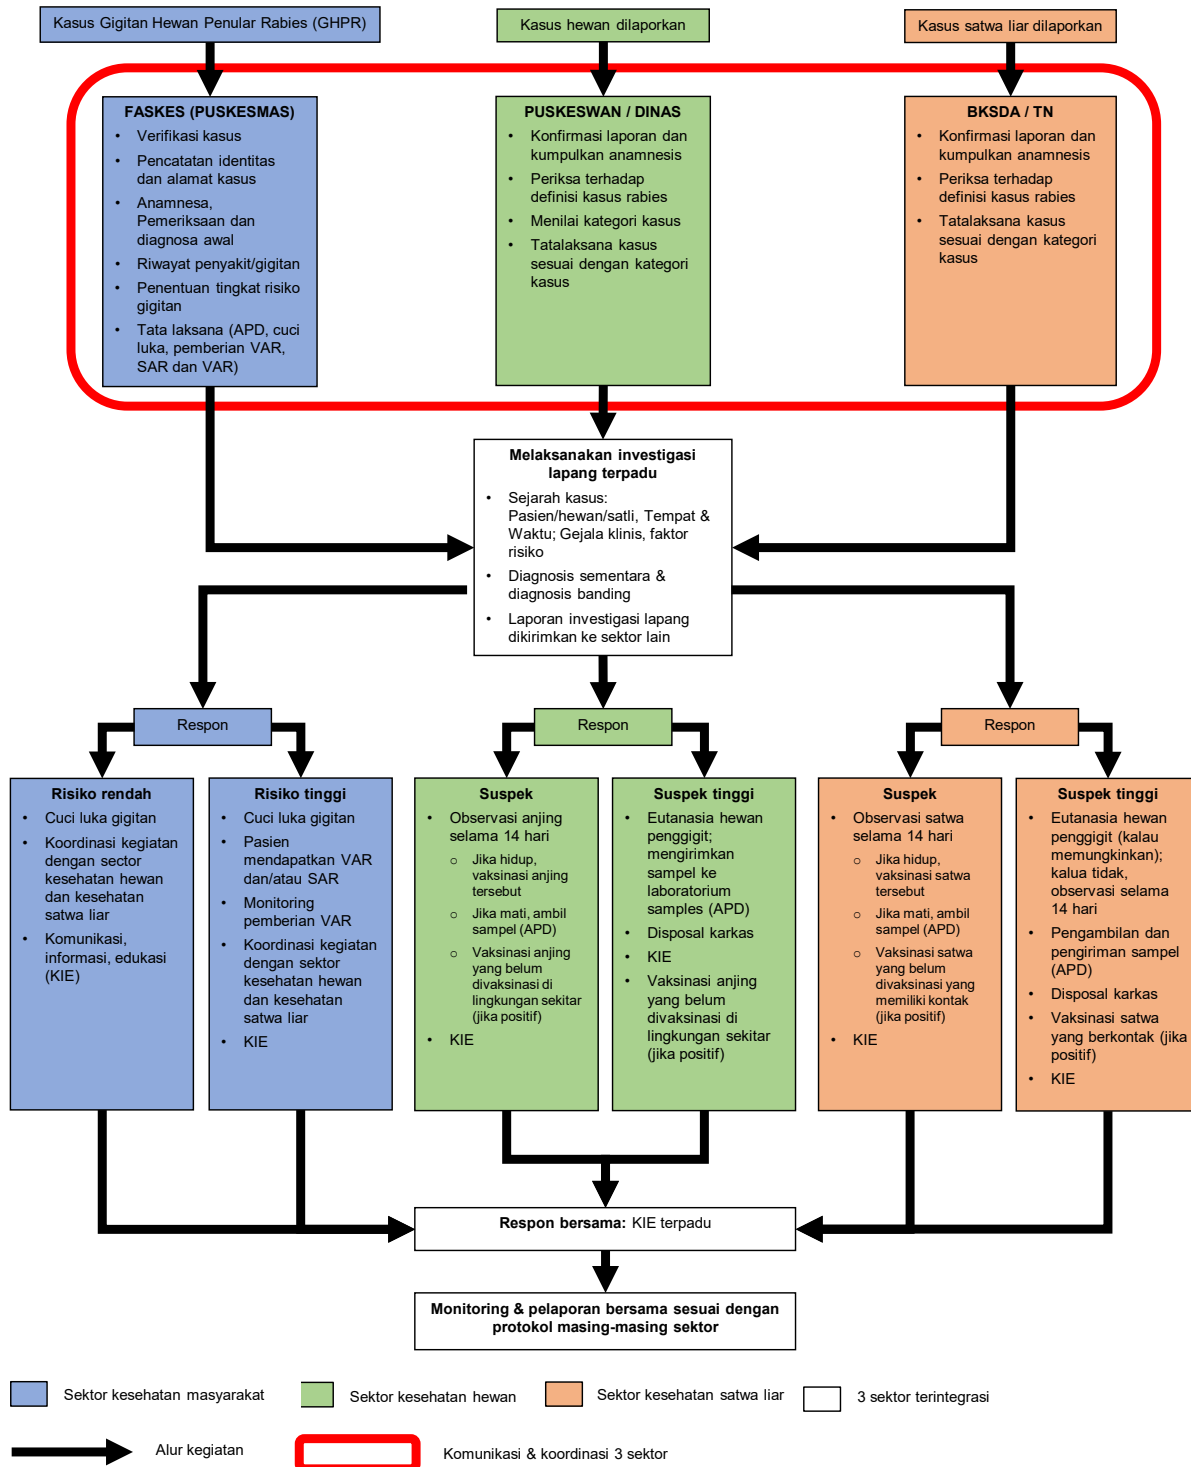 Kasus Gigitan Hewan Penular Rabies (GHPR)
Kasus hewan dilaporkan
Kasus satwa liar dilaporkan
FASKES (PUSKESMAS)
• Verifikasi kasus
• Pencatatan identitas
dan alamat kasus
• Anamnesa,
Pemeriksaan dan
diagnosa awal
• Riwayat penyakit/gigitan
• Penentuan tingkat risiko
gigitan
• Tata laksana (APD, cuci
luka, pemberian VAR,
SAR dan VAR)
PUSKESWAN / DINAS
• Konfirmasi laporan dan
kumpulkan anamnesis
• Periksa terhadap
definisi kasus rabies
• Menilai kategori kasus
• Tatalaksana kasus
sesuai dengan kategori
kasus
BKSDA / TN
• Konfirmasi laporan dan
kumpulkan anamnesis
• Periksa terhadap
definisi kasus rabies
• Tatalaksana kasus
sesuai dengan kategori
kasus
Melaksanakan investigasi
lapang terpadu
• Sejarah kasus:
Pasien/hewan/satli, Tempat &
Waktu; Gejala klinis, faktor
risiko
• Diagnosis sementara &
diagnosis banding
• Laporan investigasi lapang
dikirimkan ke sektor lain
Respon
Respon
Respon
Risiko rendah
• Cuci luka gigitan
• Koordinasi kegiatan
dengan sector
kesehatan hewan
dan kesehatan
satwa liar
• Komunikasi,
informasi, edukasi
(KIE)
Risiko tinggi
• Cuci luka gigitan
• Pasien
mendapatkan VAR
dan/atau SAR
• Monitoring
pemberian VAR
• Koordinasi kegiatan
dengan sektor
kesehatan hewan
dan kesehatan
satwa liar
• KIE
Suspek
• Observasi anjing
selama 14 hari
o Jika hidup,
vaksinasi anjing
tersebut
o Jika mati, ambil
sampel (APD)
o Vaksinasi anjing
yang belum
divaksinasi di
lingkungan sekitar
(jika positif)
• KIE
Suspek tinggi
• Eutanasia hewan
penggigit;
mengirimkan
sampel ke
laboratorium
samples (APD)
• Disposal karkas
• KIE
• Vaksinasi anjing
yang belum
divaksinasi di
lingkungan sekitar
(jika positif)
Suspek
• Observasi satwa
selama 14 hari
o Jika hidup,
vaksinasi satwa
tersebut
o Jika mati, ambil
sampel (APD)
o Vaksinasi satwa
yang belum
divaksinasi yang
memiliki kontak
(jika positif)
• KIE
Suspek tinggi
• Eutanasia hewan
penggigit (kalau
memungkinkan);
kalua tidak,
observasi selama
14 hari
• Pengambilan dan
pengiriman sampel
(APD)
• Disposal karkas
• Vaksinasi satwa
yang berkontak (jika
positif)
• KIE
Respon bersama: KIE terpadu
Monitoring & pelaporan bersama sesuai dengan
protokol masing-masing sektor
Sektor kesehatan masyarakat
Sektor kesehatan hewan
Sektor kesehatan satwa liar
3 sektor terintegrasi
Alur kegiatan
Komunikasi & koordinasi 3 sektor